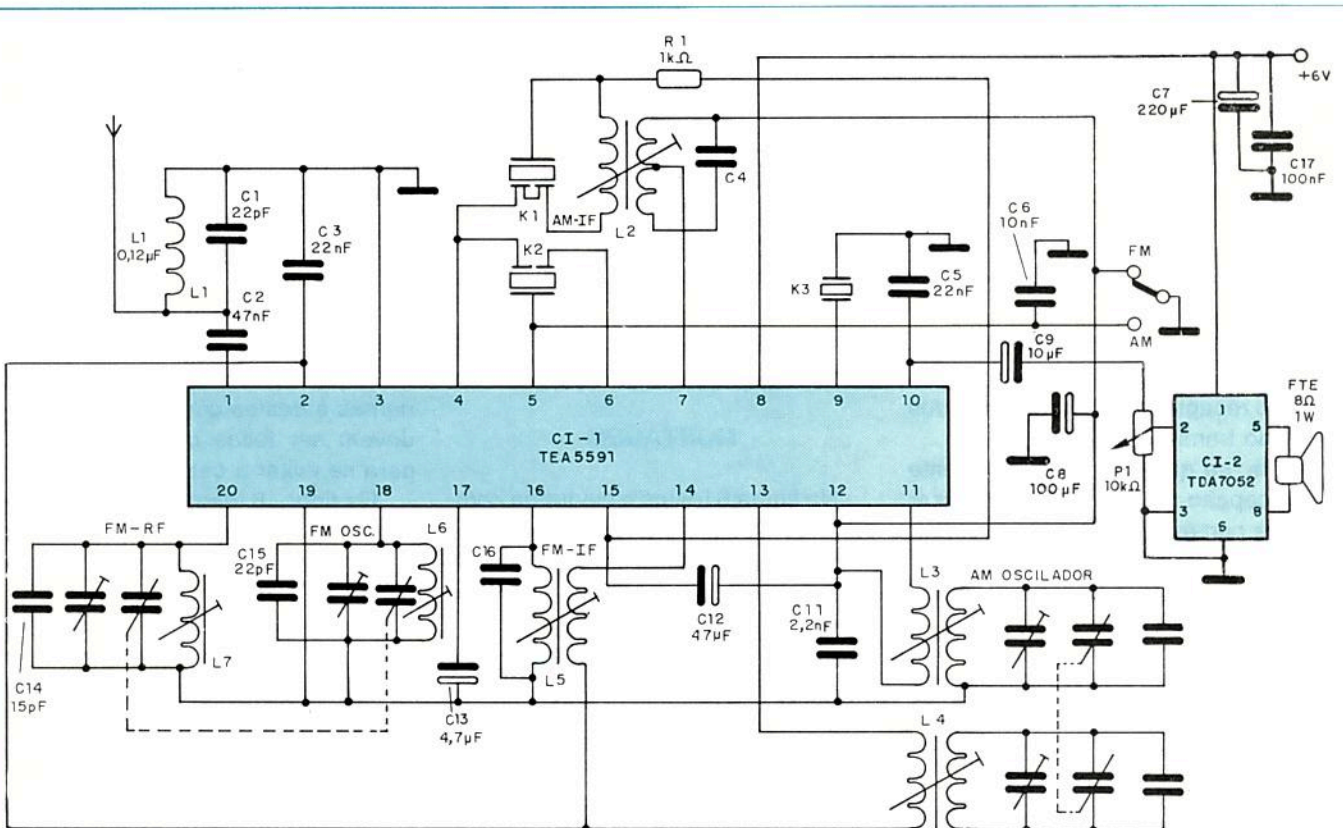 R1
1kΩ
+6V
C7
220µF
C17
100nF
C1
22pF
C3
22nF
L1
0,12µF
L1
C2
47nF
K1
AM-IF
K2
L2
C4
C6
10nF
K3
C5
22nF
FM
AM
C9
10µF
C8
100µF
P1
10kΩ
FTE
8Ω
1W
1
2
3
5
6
8
CI-2
TDA7052
1 2 3 4 5 6 7 8 9 10
CI-1
TEA5591
20 19 18 17 16 15 14 13 12 11
FM-RF
C14
15pF
L7
C15
22pF
FM OSC.
L6
C13
4,7µF
C16
FM-IF
L5
C12
47µF
C11
2,2nF
L3
AM OSCILADOR
L4